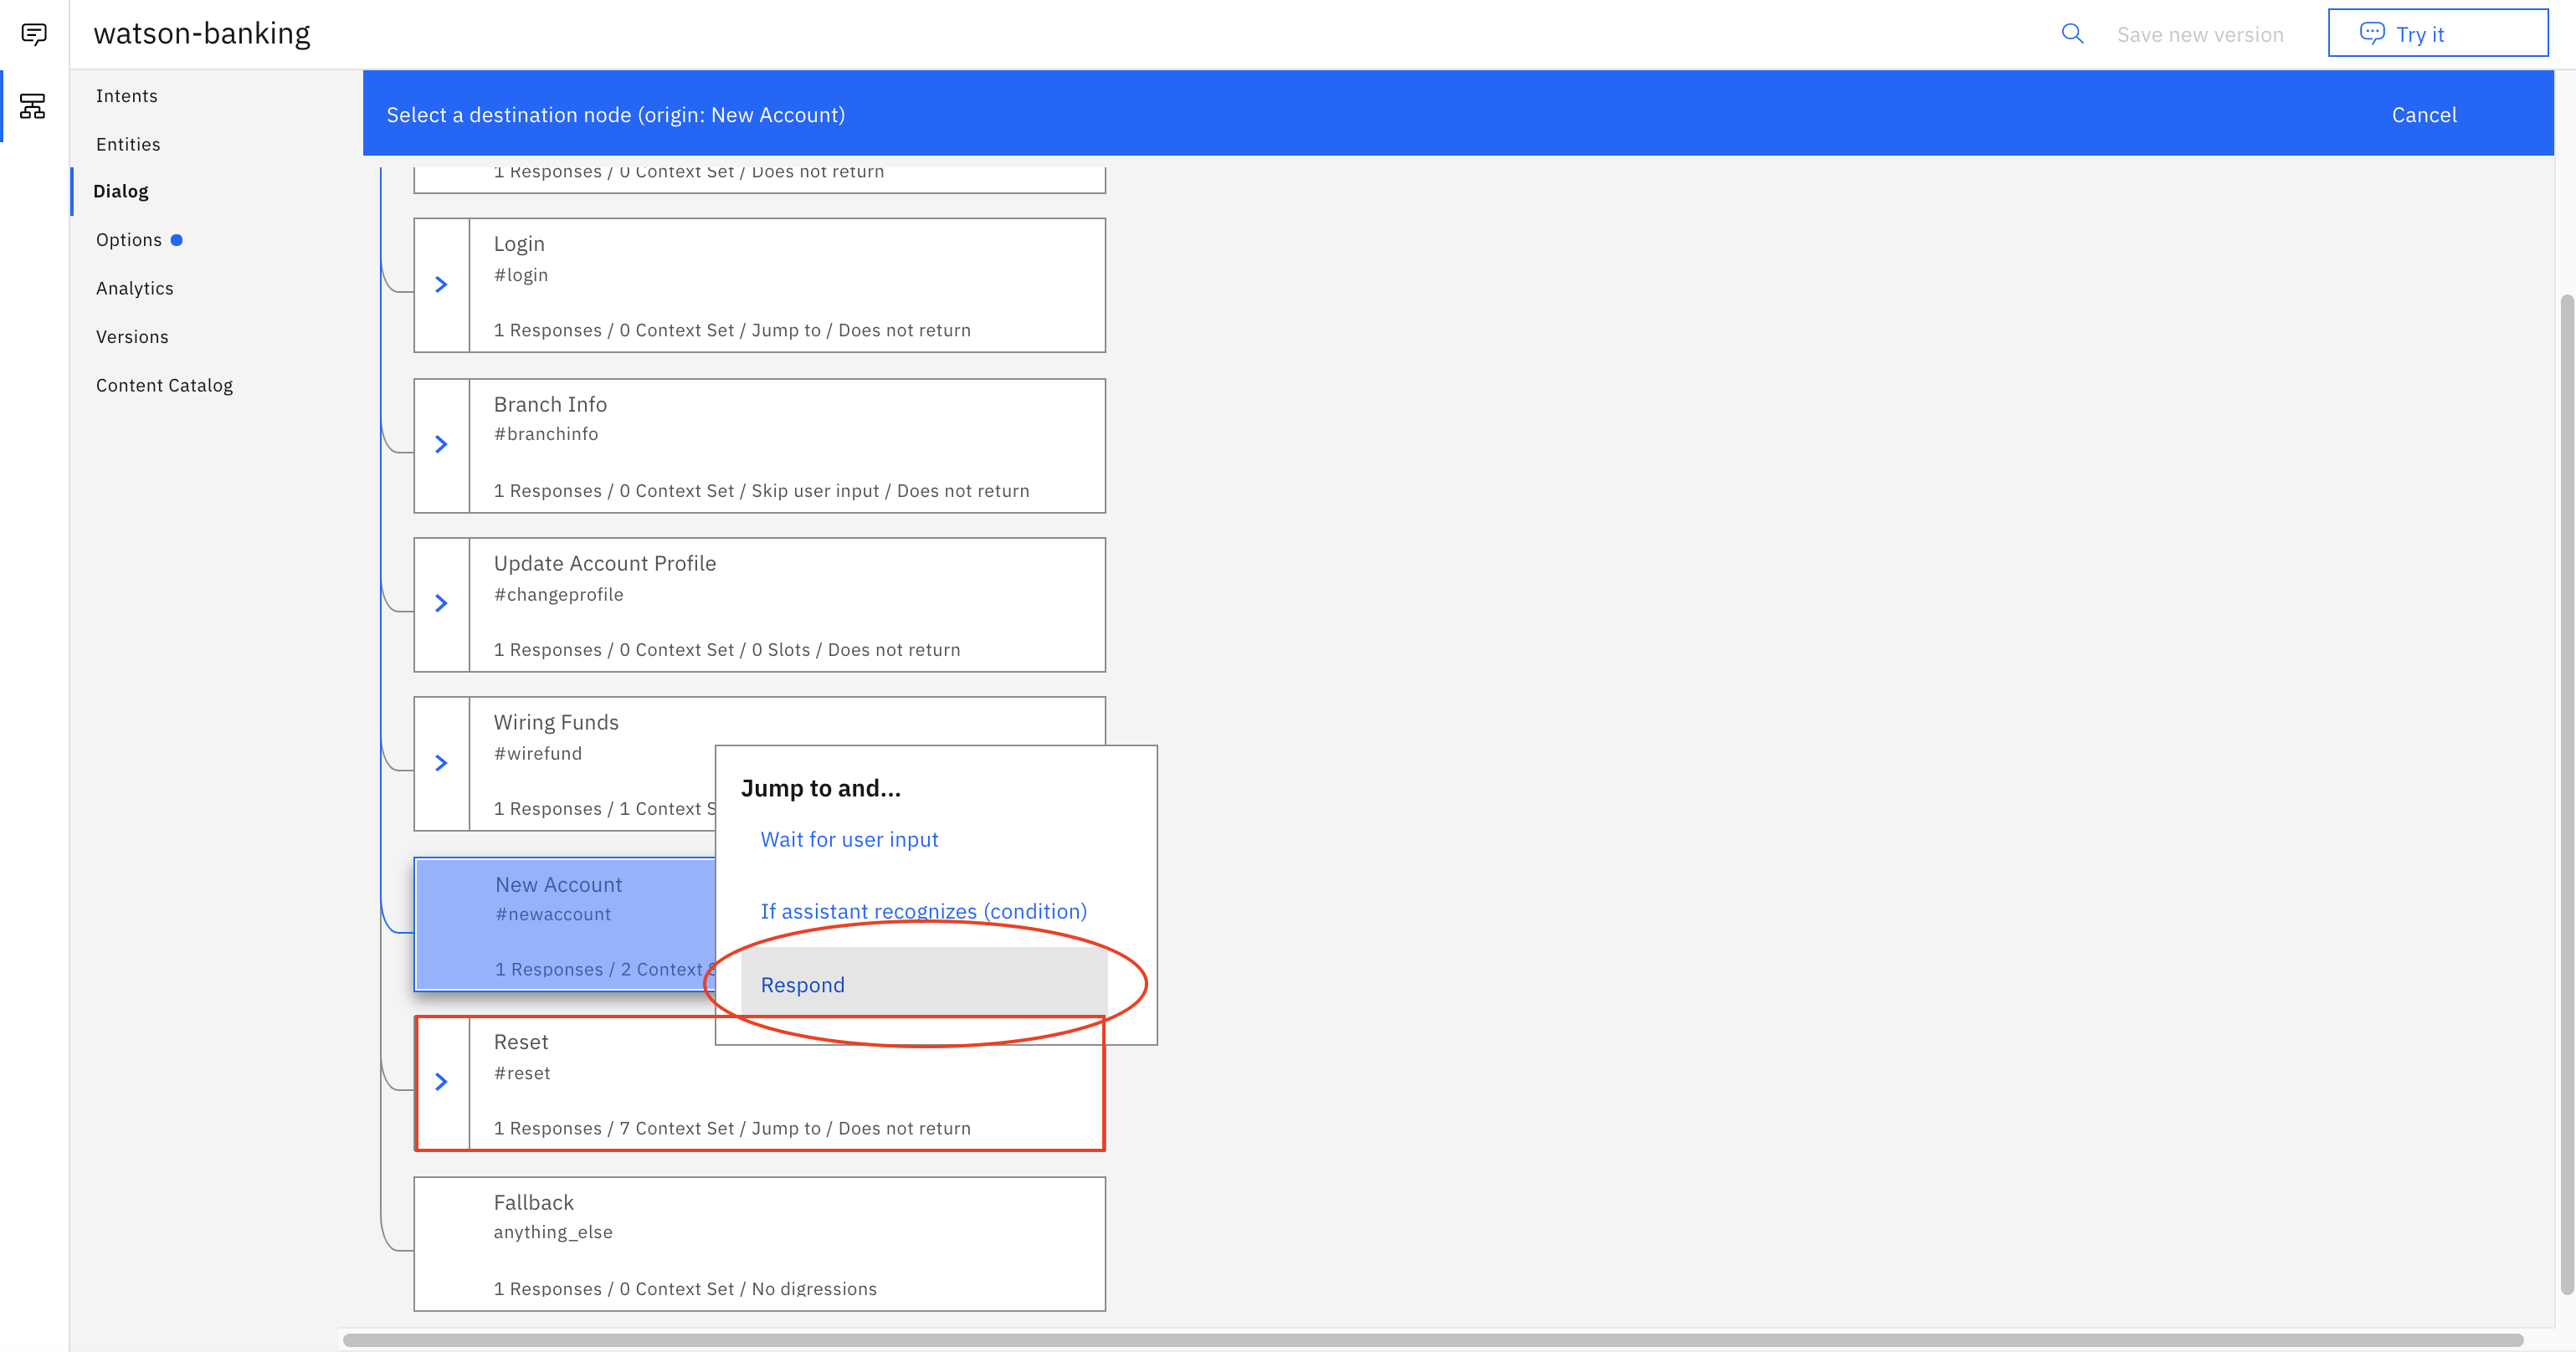 watson-banking
Save new version
Try it
Intents
Entities
Dialog
Options
Analytics
Versions
Content Catalog
Select a destination node (origin: New Account)
Cancel
1 Responses / 0 Context Set / Does not return
Login
#login
1 Responses / 0 Context Set / Jump to / Does not return
Branch Info
#branchinfo
1 Responses / 0 Context Set / Skip user input / Does not return
Update Account Profile
#changeprofile
1 Responses / 0 Context Set / 0 Slots / Does not return
Wiring Funds
#wirefund
1 Responses / 1 Context S
Jump to and...
Wait for user input
If assistant recognizes (condition)
Respond
New Account
#newaccount
1 Responses / 2 Context S
Reset
#reset
1 Responses / 7 Context Set / Jump to / Does not return
Fallback
anything_else
1 Responses / 0 Context Set / No digressions